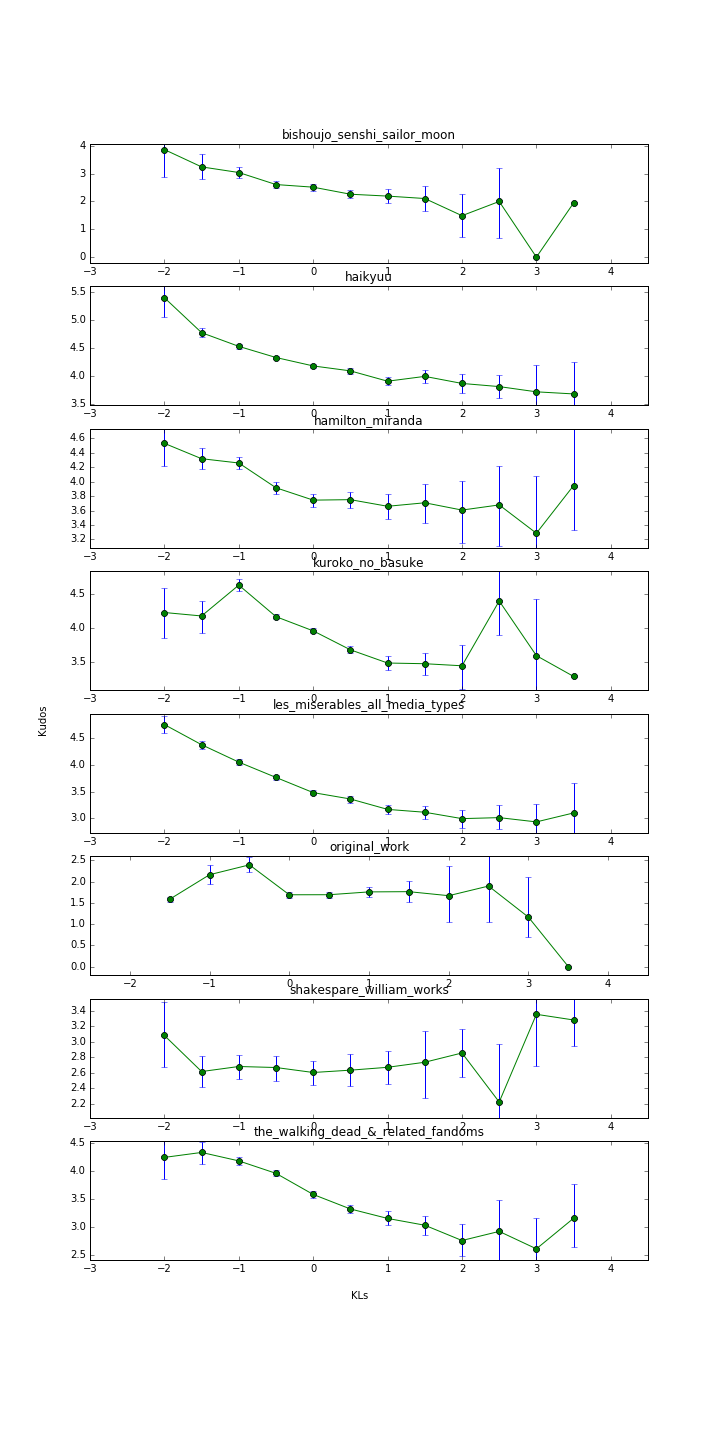 bishoujo_senshi_sailor_moon
4
3
2
1
0
−3 −2 −1 0 1 2 3 4
haikyuu
5.5
5.0
4.5
4.0
3.5
−3 −2 −1 0 1 2 3 4
hamilton_miranda
4.6
4.4
4.2
4.0
3.8
3.6
3.4
3.2
−3 −2 −1 0 1 2 3 4
kuroko_no_basuke
4.5
4.0
3.5
−3 −2 −1 0 1 2 3 4
Kudos
les_miserables_all_media_types
4.5
4.0
3.5
3.0
−3 −2 −1 0 1 2 3 4
original_work
2.5
2.0
1.5
1.0
0.5
0.0
−2 −1 0 1 2 3 4
shakespare_william_works
3.4
3.2
3.0
2.8
2.6
2.4
2.2
−3 −2 −1 0 1 2 3 4
the_walking_dead_&_related_fandoms
4.5
4.0
3.5
3.0
2.5
−3 −2 −1 0 1 2 3 4
KLs